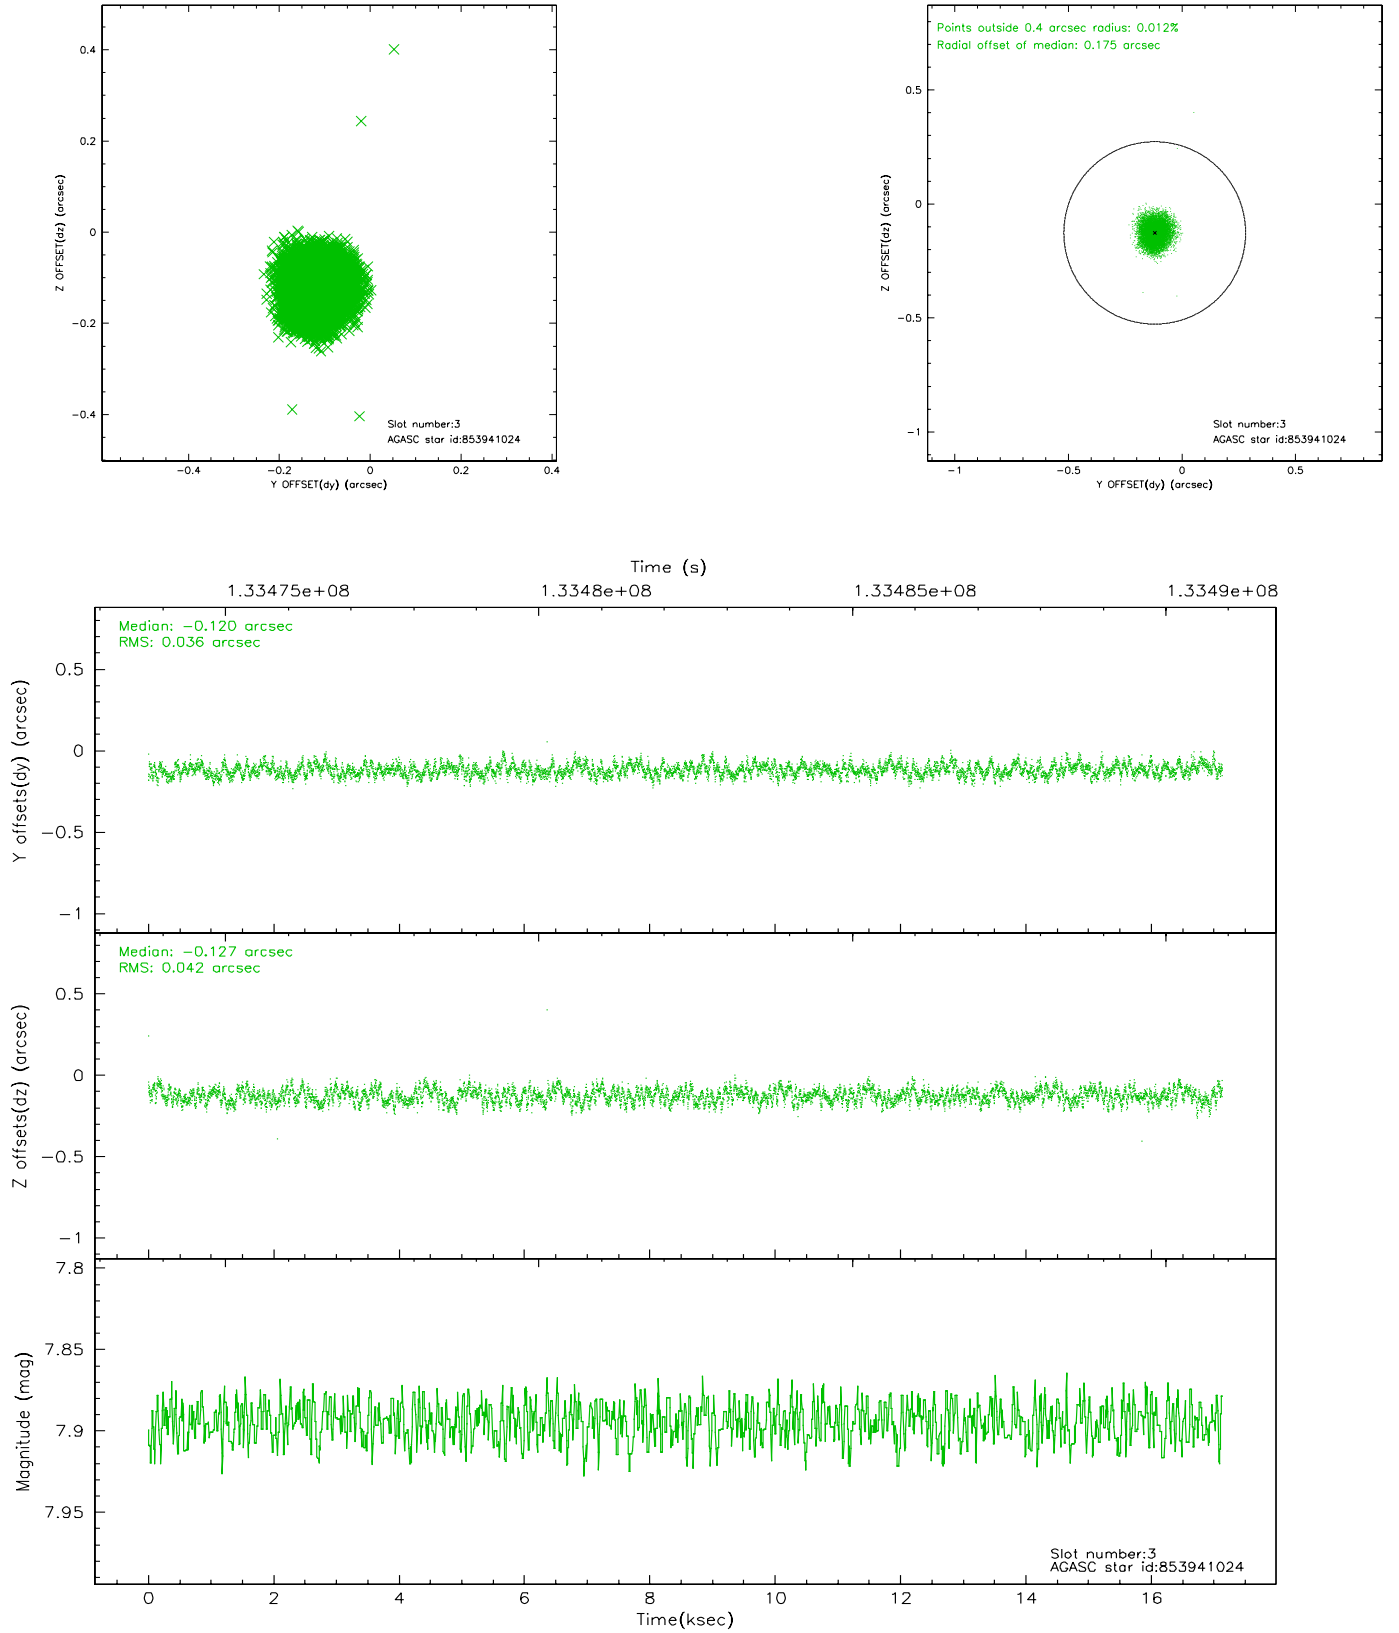 0.4
0.2
0
−0.2
−0.4
Z OFFSET(dz) (arcsec)
Slot number:3
AGASC star id:853941024
−0.4 −0.2 0 0.2 0.4
Y OFFSET(dy) (arcsec)
Points outside 0.4 arcsec radius: 0.012%
Radial offset of median: 0.175 arcsec
0.5
0
−0.5
−1
Z OFFSET(dz) (arcsec)
Slot number:3
AGASC star id:853941024
−1 −0.5 0 0.5
Y OFFSET(dy) (arcsec)
Time (s)
1.33475e+08 1.3348e+08 1.33485e+08 1.3349e+08
Median: −0.120 arcsec
RMS: 0.036 arcsec
0.5
0
−0.5
−1
Y offsets(dy) (arcsec)
Median: −0.127 arcsec
RMS: 0.042 arcsec
0.5
0
−0.5
−1
Z offsets(dz) (arcsec)
7.8
7.85
7.9
7.95
Magnitude (mag)
Slot number:3
AGASC star id:853941024
0 2 4 6 8 10 12 14 16
Time(ksec)